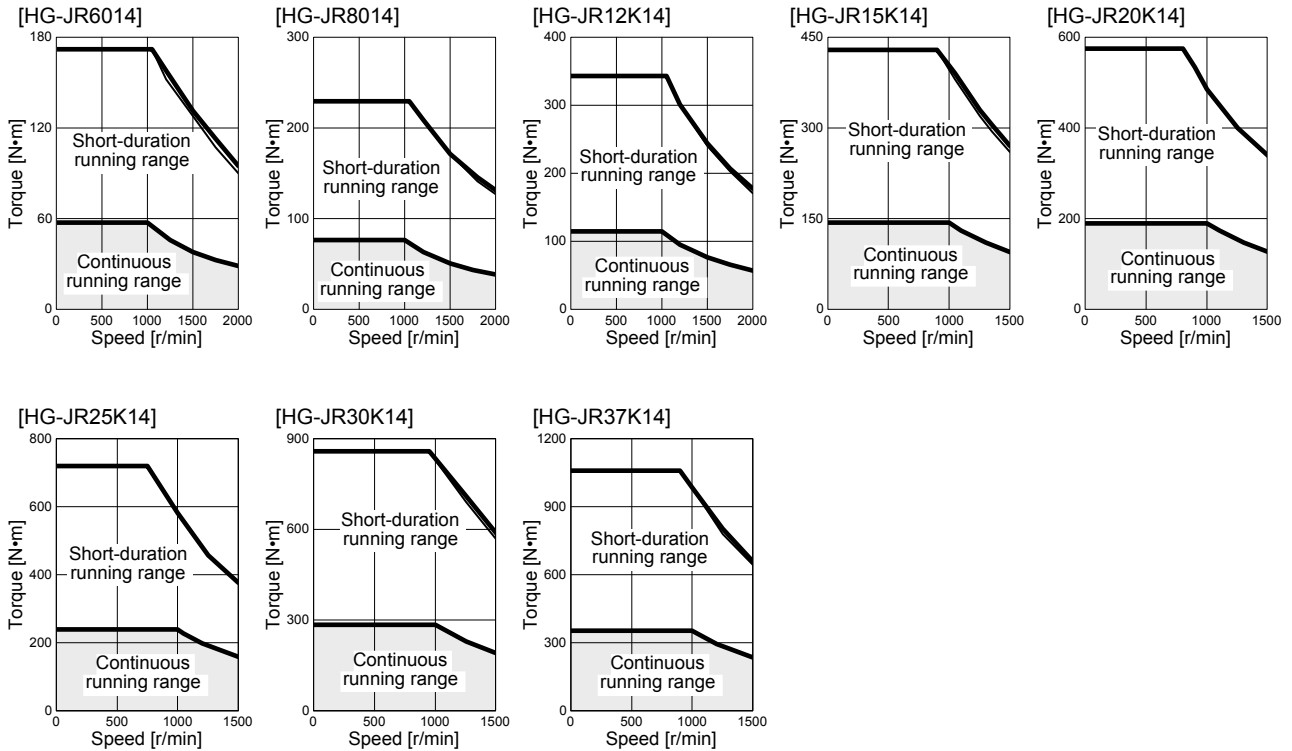 [HG-JR6014]
180
120
60
0
Torque [N•m]
Short-duration
running range
Continuous
running range
0 500 1000 1500 2000
Speed [r/min]
[HG-JR8014]
300
200
100
0
Torque [N•m]
Short-duration
running range
Continuous
running range
0 500 1000 1500 2000
Speed [r/min]
[HG-JR12K14]
400
300
200
100
0
Torque [N•m]
Short-duration
running range
Continuous
running range
0 500 1000 1500 2000
Speed [r/min]
[HG-JR15K14]
450
300
150
0
Torque [N•m]
Short-duration
running range
Continuous
running range
0 500 1000 1500
Speed [r/min]
[HG-JR20K14]
600
400
200
0
Torque [N•m]
Short-duration
running range
Continuous
running range
0 500 1000 1500
Speed [r/min]
[HG-JR25K14]
800
600
400
200
0
Torque [N•m]
Short-duration
running range
Continuous
running range
0 500 1000 1500
Speed [r/min]
[HG-JR30K14]
900
600
300
0
Torque [N•m]
Short-duration
running range
Continuous
running range
0 500 1000 1500
Speed [r/min]
[HG-JR37K14]
1200
900
600
300
0
Torque [N•m]
Short-duration
running range
Continuous
running range
0 500 1000 1500
Speed [r/min]